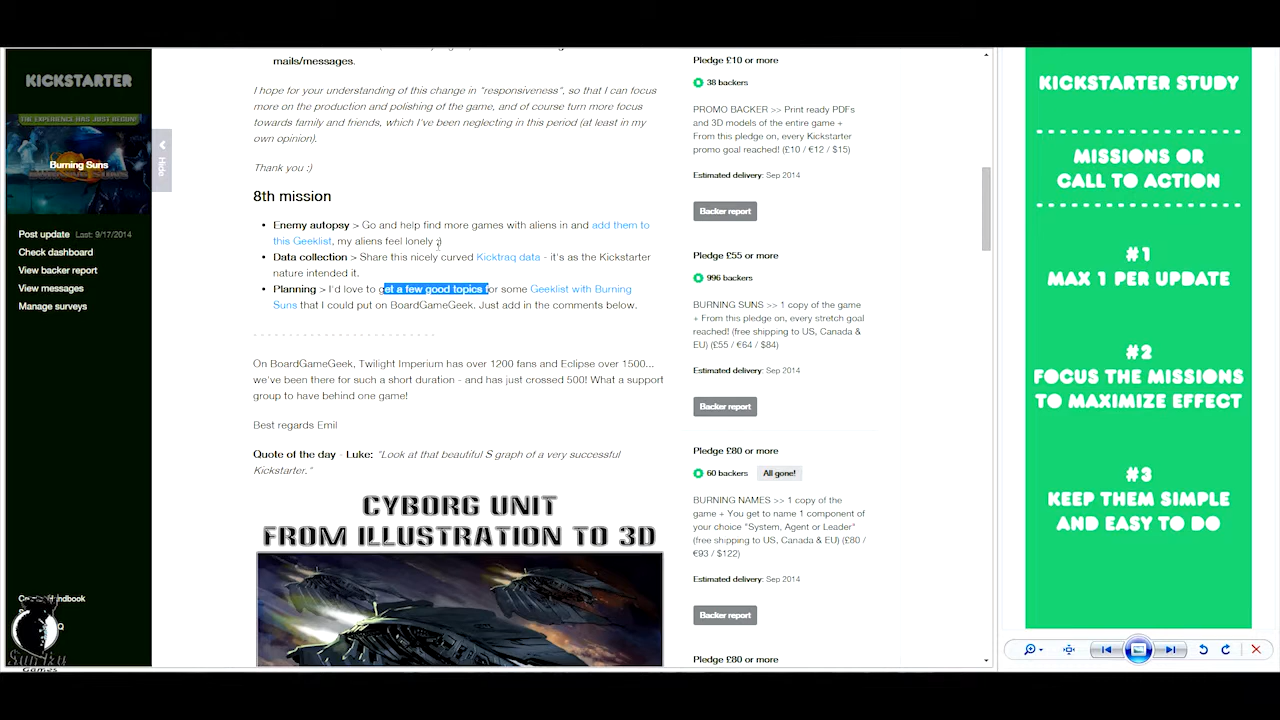 KICKSTARTER
THE EXPERIENCE HAS JUST BEGUN!
Burning Suns
Post update Last: 9/17/2014
Check dashboard
View backer report
View messages
Manage surveys
Hide
mails/messages.
I hope for your understanding of this change in "responsiveness", so that I can focus
more on the production and polishing of the game, and of course turn more focus
towards family and friends, which I've been neglecting in this period (at least in my
own opinion).
Thank you :)
8th mission
Enemy autopsy > Go and help find more games with aliens in and add them to
this Geeklist, my aliens feel lonely ;)
Data collection > Share this nicely curved Kicktraq data - it's as the Kickstarter
nature intended it.
Planning > I'd love to get a few good topics for some Geeklist with Burning
Suns that I could put on BoardGameGeek. Just add in the comments below.
- - - - - - - - - - - - - - - - - - - - - - - - - -
On BoardGameGeek, Twilight Imperium has over 1200 fans and Eclipse over 1500...
we've been there for such a short duration - and has just crossed 500! What a support
group to have behind one game!
Best regards Emil
Quote of the day - Luke: "Look at that beautiful S graph of a very successful
Kickstarter."
CYBORG UNIT
FROM ILLUSTRATION TO 3D
Pledge £10 or more
38 backers
PROMO BACKER >> Print ready PDFs
and 3D models of the entire game +
From this pledge on, every Kickstarter
promo goal reached! (£10 / €12 / $15)
Estimated delivery: Sep 2014
Backer report
Pledge £55 or more
996 backers
BURNING SUNS >> 1 copy of the game
+ From this pledge on, every stretch goal
reached! (free shipping to US, Canada &
EU) (£55 / €64 / $84)
Estimated delivery: Sep 2014
Backer report
Pledge £80 or more
60 backers All gone!
BURNING NAMES >> 1 copy of the
game + You get to name 1 component of
your choice "System, Agent or Leader"
(free shipping to US, Canada & EU) (£80 /
€93 / $122)
Estimated delivery: Sep 2014
Backer report
Pledge £80 or more
KICKSTARTER STUDY
MISSIONS OR
CALL TO ACTION
#1
MAX 1 PER UPDATE
#2
FOCUS THE MISSIONS
TO MAXIMIZE EFFECT
#3
KEEP THEM SIMPLE
AND EASY TO DO
Games